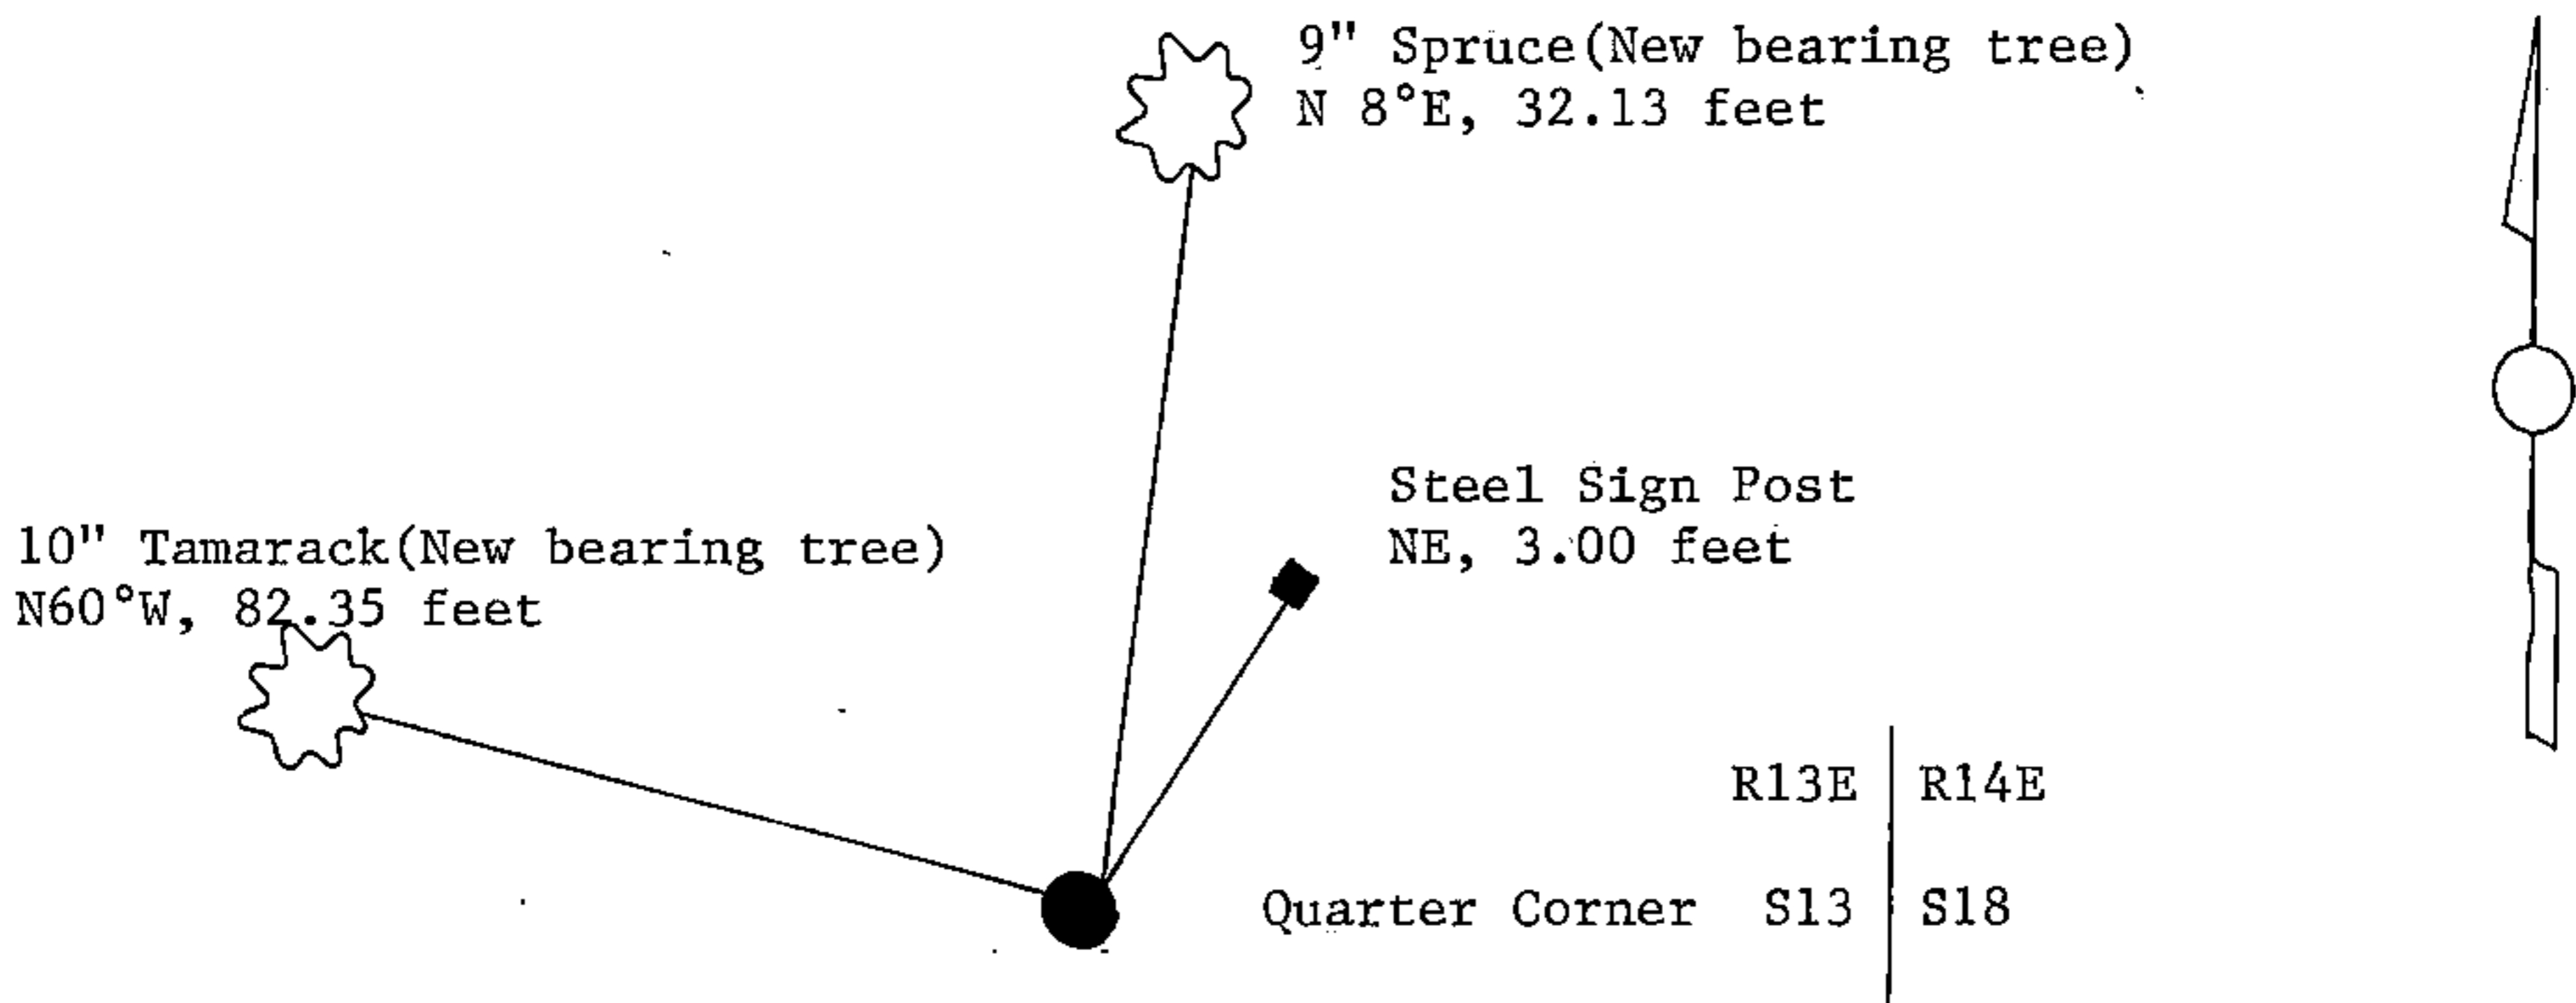 9" Spruce(New bearing tree)
N 8°E, 32.13 feet
Steel Sign Post
NE, 3.00 feet
10" Tamarack(New bearing tree)
N60°W, 82.35 feet
R13E R14E
Quarter Corner S13 S18